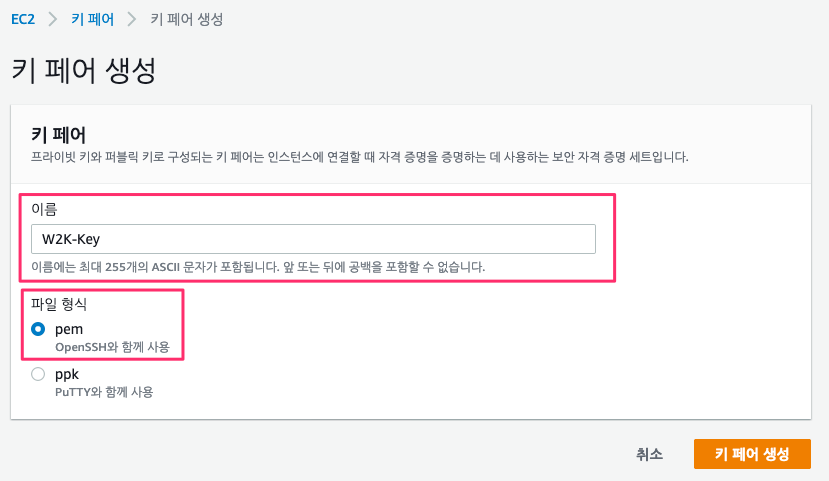 EC2 > 키 페어 > 키 페어 생성
키 페어 생성
키 페어
프라이빗 키와 퍼블릭 키로 구성되는 키 페어는 인스턴스에 연결할 때 자격 증명을 증명하는 데 사용하는 보안 자격 증명 세트입니다.
이름
W2K-Key
이름에는 최대 255개의 ASCII 문자가 포함됩니다. 앞 또는 뒤에 공백을 포함할 수 없습니다.
파일 형식
pem
OpenSSH와 함께 사용
ppk
PuTTY와 함께 사용
취소 키 페어 생성